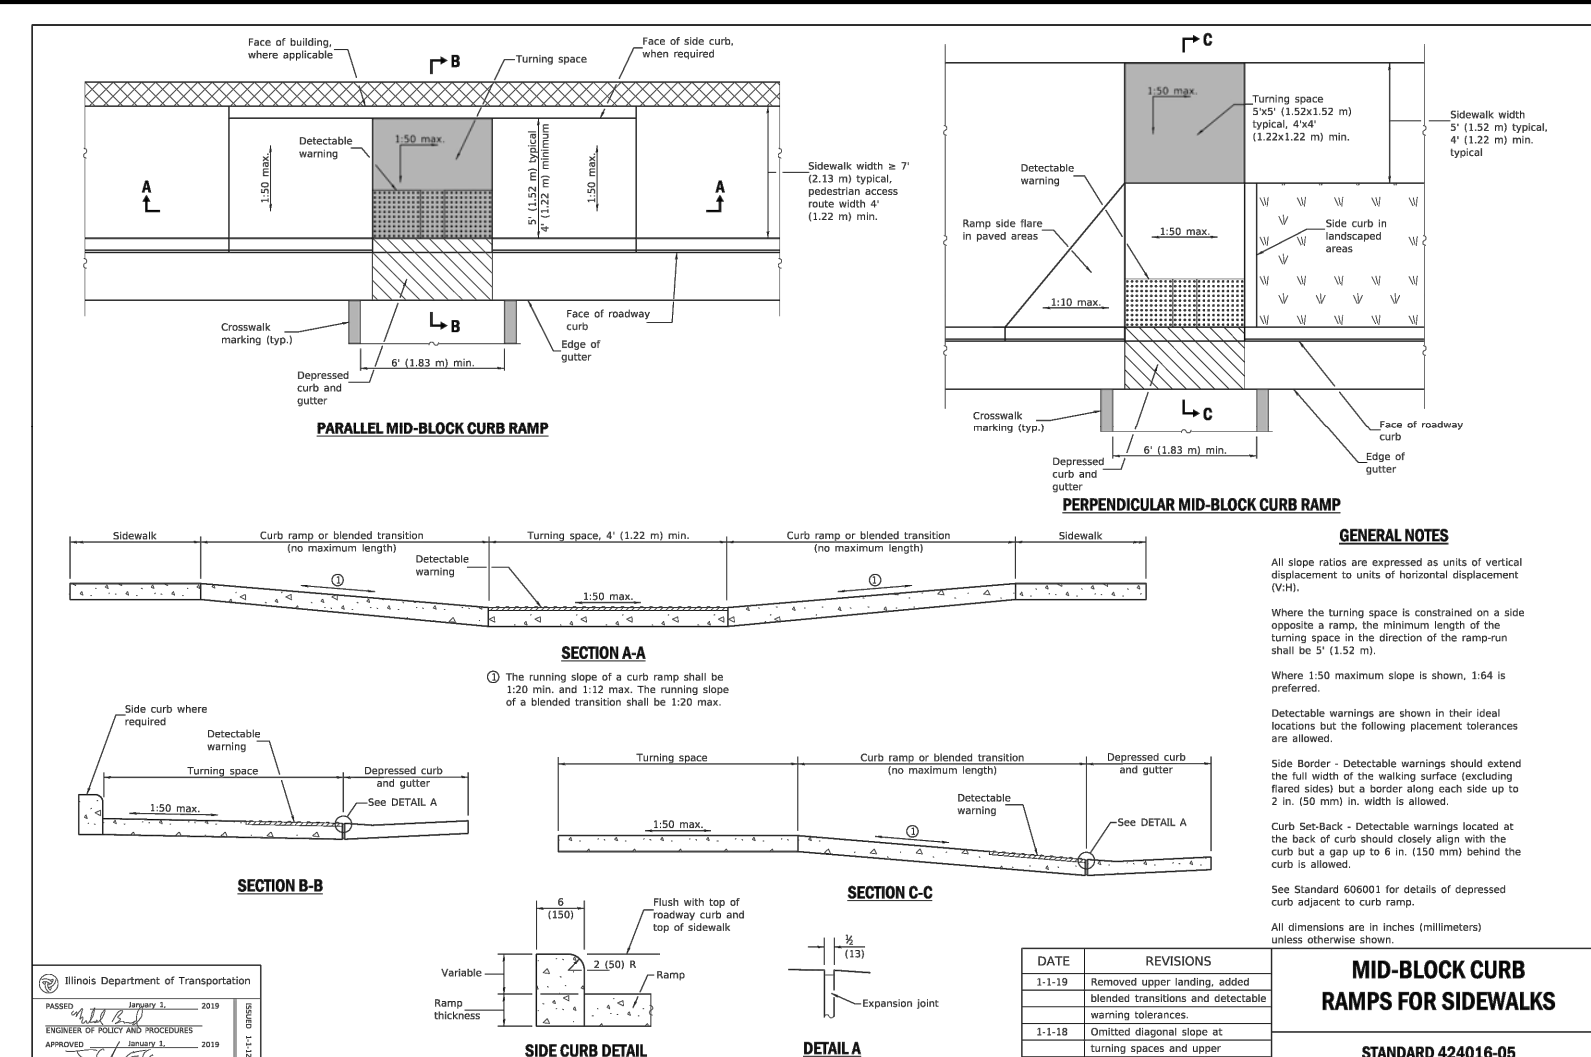 Face of building,
where applicable
B
Turning space
Face of side curb,
when required
Detectable
warning
1:50 max.
1:50 max.
5' (1.52 m) typical
4' (1.22 m) minimum
1:50 max.
A
A
Sidewalk width ≥ 7'
(2.13 m) typical,
pedestrian access
route width 4'
(1.22 m) min.
Crosswalk
marking (typ.)
B
Face of roadway
curb
Edge of
gutter
6' (1.83 m) min.
Depressed
curb and
gutter
PARALLEL MID-BLOCK CURB RAMP
C
1:50 max.
Turning space
5'x5' (1.52x1.52 m)
typical, 4'x4'
(1.22x1.22 m) min.
Sidewalk width
5' (1.52 m) typical,
4' (1.22 m) min.
typical
Detectable
warning
Ramp side flare
in paved areas
1:50 max.
Side curb in
landscaped
areas
1:10 max.
Crosswalk
marking (typ.)
C
Face of roadway
curb
6' (1.83 m) min.
Edge of
gutter
Depressed
curb and
gutter
PERPENDICULAR MID-BLOCK CURB RAMP
Sidewalk
Curb ramp or blended transition
(no maximum length)
Turning space, 4' (1.22 m) min.
Curb ramp or blended transition
(no maximum length)
Sidewalk
Detectable
warning
1
1:50 max.
1
SECTION A-A
1 The running slope of a curb ramp shall be
1:20 min. and 1:12 max. The running slope
of a blended transition shall be 1:20 max.
Side curb where
required
Detectable
warning
Turning space
Depressed curb
and gutter
1:50 max.
See DETAIL A
SECTION B-B
Turning space
Curb ramp or blended transition
(no maximum length)
Depressed curb
and gutter
Detectable
warning
1:50 max.
1
See DETAIL A
SECTION C-C
6
(150)
Flush with top of
roadway curb and
top of sidewalk
2 (50) R
Variable
Ramp
Ramp
thickness
SIDE CURB DETAIL
½
(13)
Expansion joint
DETAIL A
GENERAL NOTES
All slope ratios are expressed as units of vertical
displacement to units of horizontal displacement
(V:H).
Where the turning space is constrained on a side
opposite a ramp, the minimum length of the
turning space in the direction of the ramp-run
shall be 5' (1.52 m).
Where 1:50 maximum slope is shown, 1:64 is
preferred.
Detectable warnings are shown in their ideal
locations but the following placement tolerances
are allowed.
Side Border - Detectable warnings should extend
the full width of the walking surface (excluding
flared sides) but a border along each side up to
2 in. (50 mm) in. width is allowed.
Curb Set-Back - Detectable warnings located at
the back of curb should closely align with the
curb but a gap up to 6 in. (150 mm) behind the
curb is allowed.
See Standard 606001 for details of depressed
curb adjacent to curb ramp.
All dimensions are in inches (millimeters)
unless otherwise shown.
Illinois Department of Transportation
PASSED January 1, 2019
ENGINEER OF POLICY AND PROCEDURES
APPROVED January 1, 2019
ISSUED 1-1-12
DATE REVISIONS
1-1-19 Removed upper landing, added
blended transitions and detectable
warning tolerances.
1-1-18 Omitted diagonal slope at
turning spaces and upper
MID-BLOCK CURB
RAMPS FOR SIDEWALKS
STANDARD 424016-05